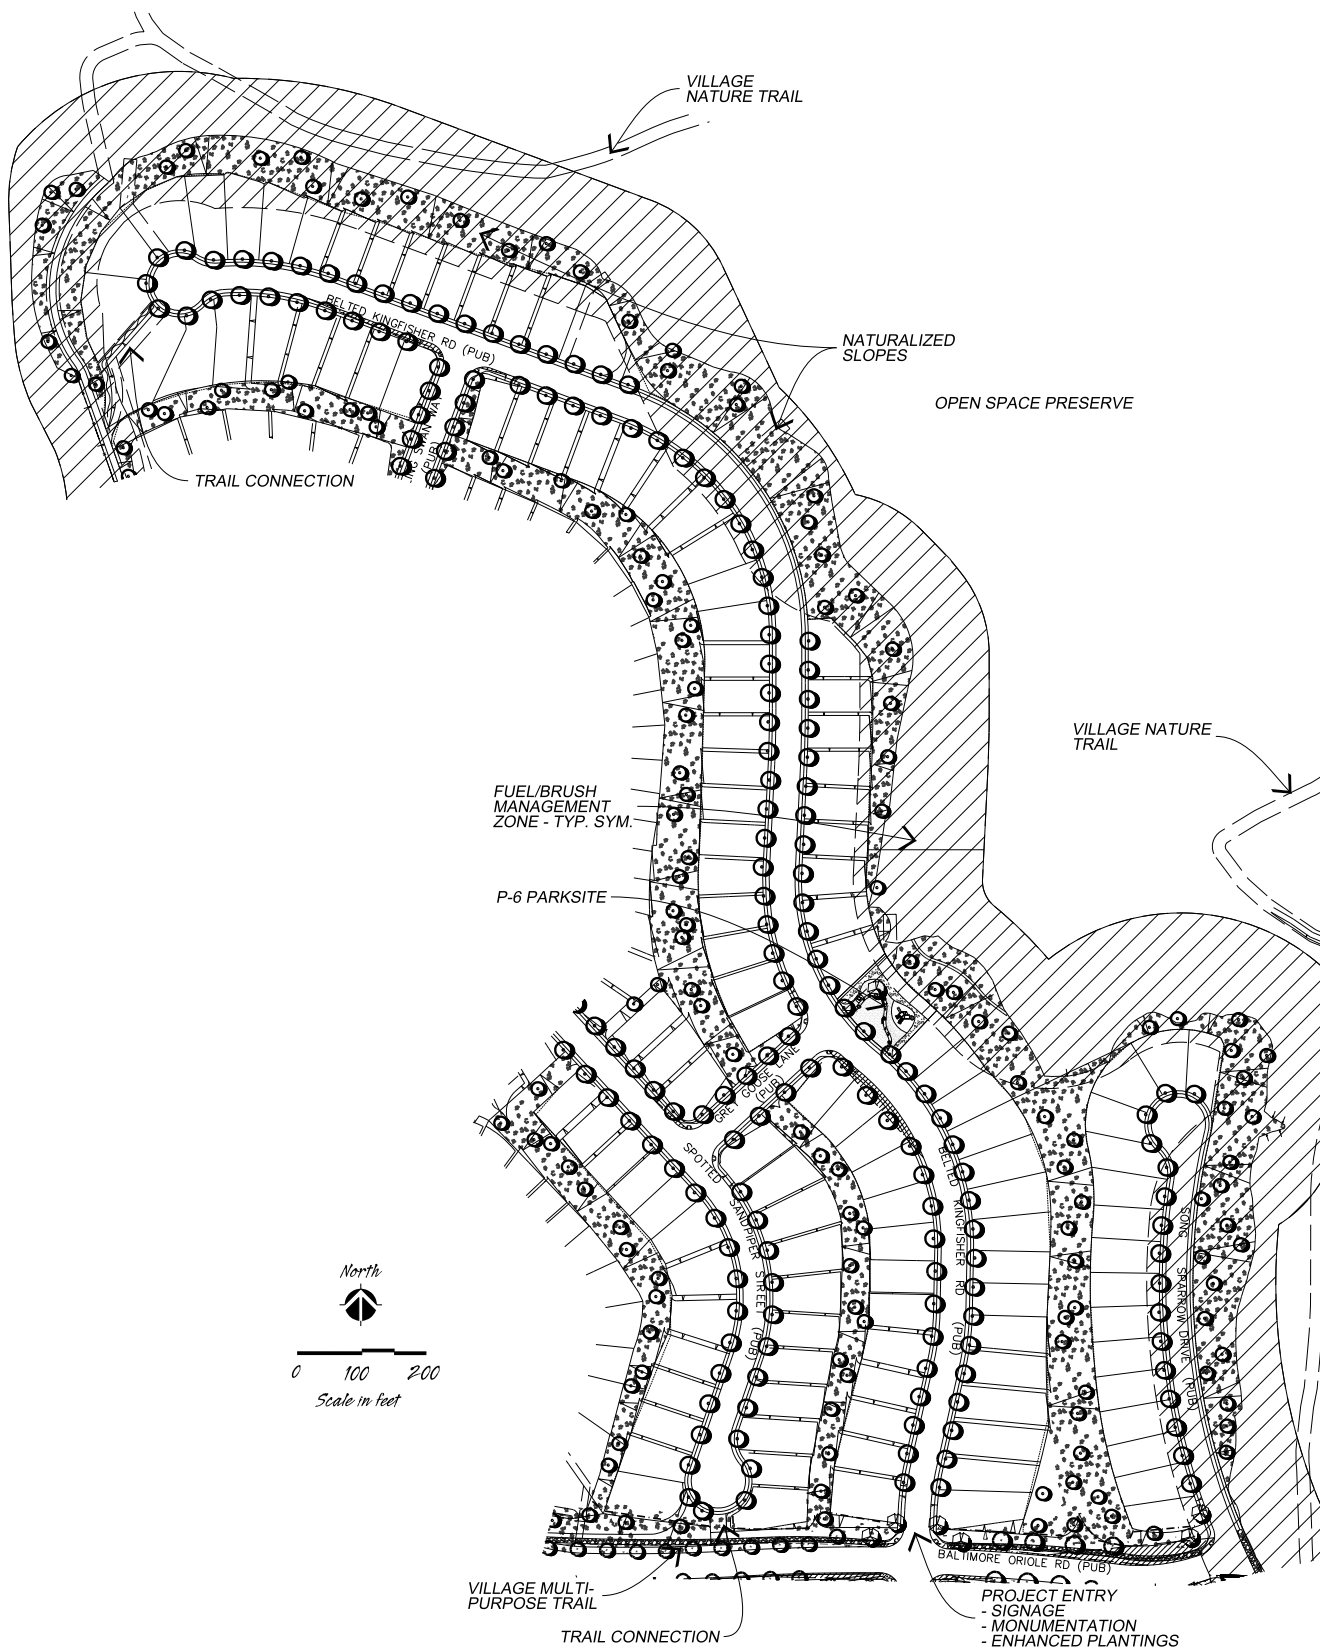 VILLAGE
NATURE TRAIL
BELTED KINGFISHER RD (PUB)
NATURALIZED
SLOPES
OPEN SPACE PRESERVE
SWAN WAY
(PUB)
TRAIL CONNECTION
VILLAGE NATURE
TRAIL
FUEL/BRUSH
MANAGEMENT
ZONE - TYP. SYM.
P-6 PARKSITE
GREY GOOSE LANE
(PUB)
SPOTTED SANDPIPER STREET (PUB)
BELTED KINGFISHER RD (PUB)
SONG SPARROW DRIVE (PUB)
North
0 100 200
Scale in feet
BALTIMORE ORIOLE RD (PUB)
VILLAGE MULTI-
PURPOSE TRAIL
TRAIL CONNECTION
PROJECT ENTRY
- SIGNAGE
- MONUMENTATION
- ENHANCED PLANTINGS